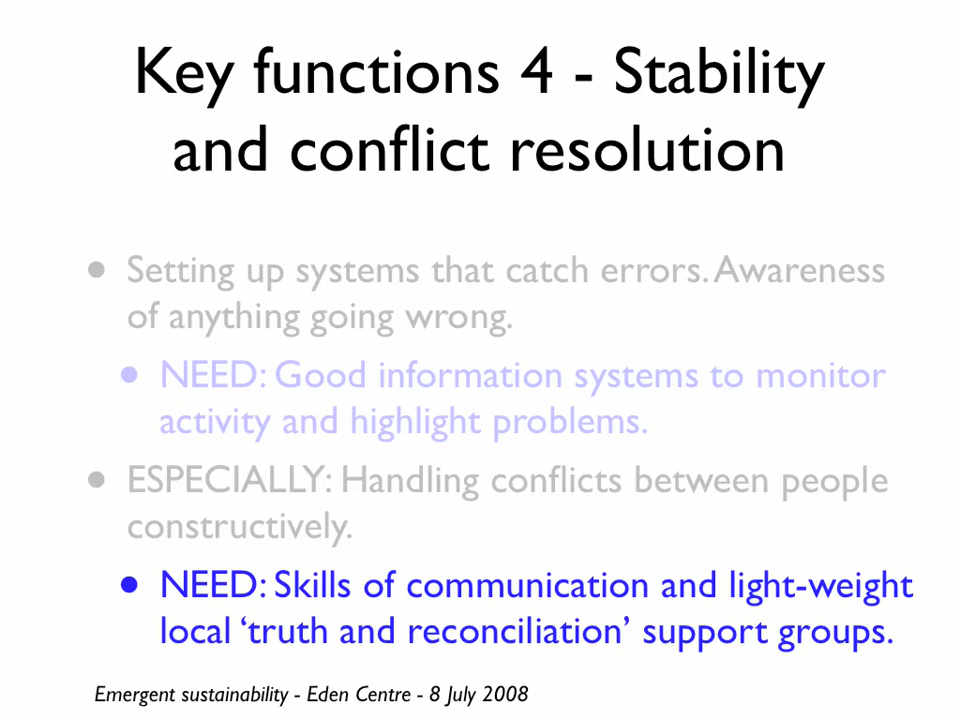 Key functions 4 - Stability
and conflict resolution
• Setting up systems that catch errors. Awareness
of anything going wrong.
• NEED: Good information systems to monitor
activity and highlight problems.
• ESPECIALLY: Handling conflicts between people
constructively.
• NEED: Skills of communication and light-weight
local ‘truth and reconciliation’ support groups.
Emergent sustainability - Eden Centre - 8 July 2008